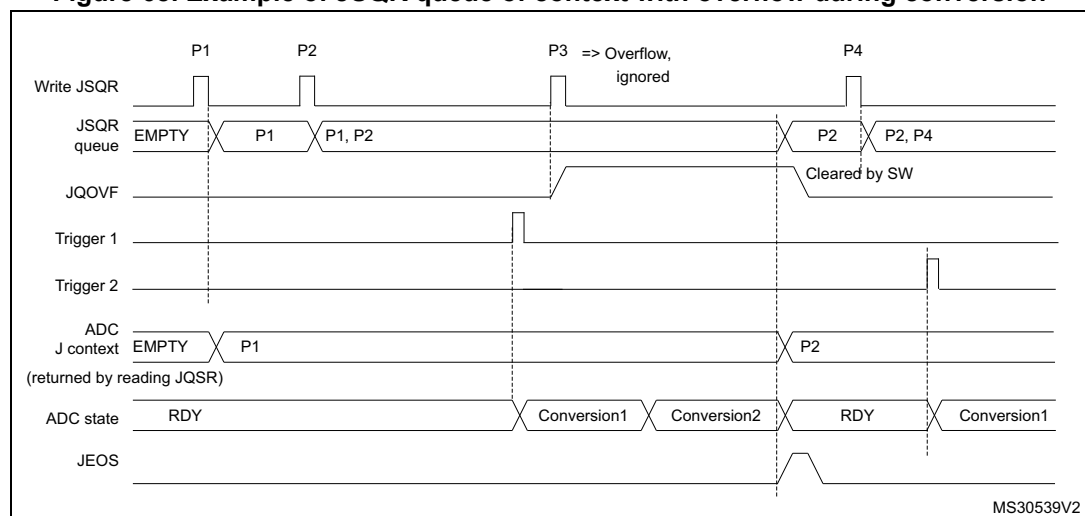 Figure 68. Example of JSQR queue of context with overflow during conversion
P1 P2 P3 => Overflow, P4
ignored
Write JSQR
JSQR
queue
EMPTY P1 P1, P2 P2 P2, P4
Cleared by SW
JQOVF
Trigger 1
Trigger 2
ADC
J context
EMPTY P1 P2
(returned by reading JQSR)
ADC state RDY Conversion1 Conversion2 RDY Conversion1
JEOS
MS30539V2